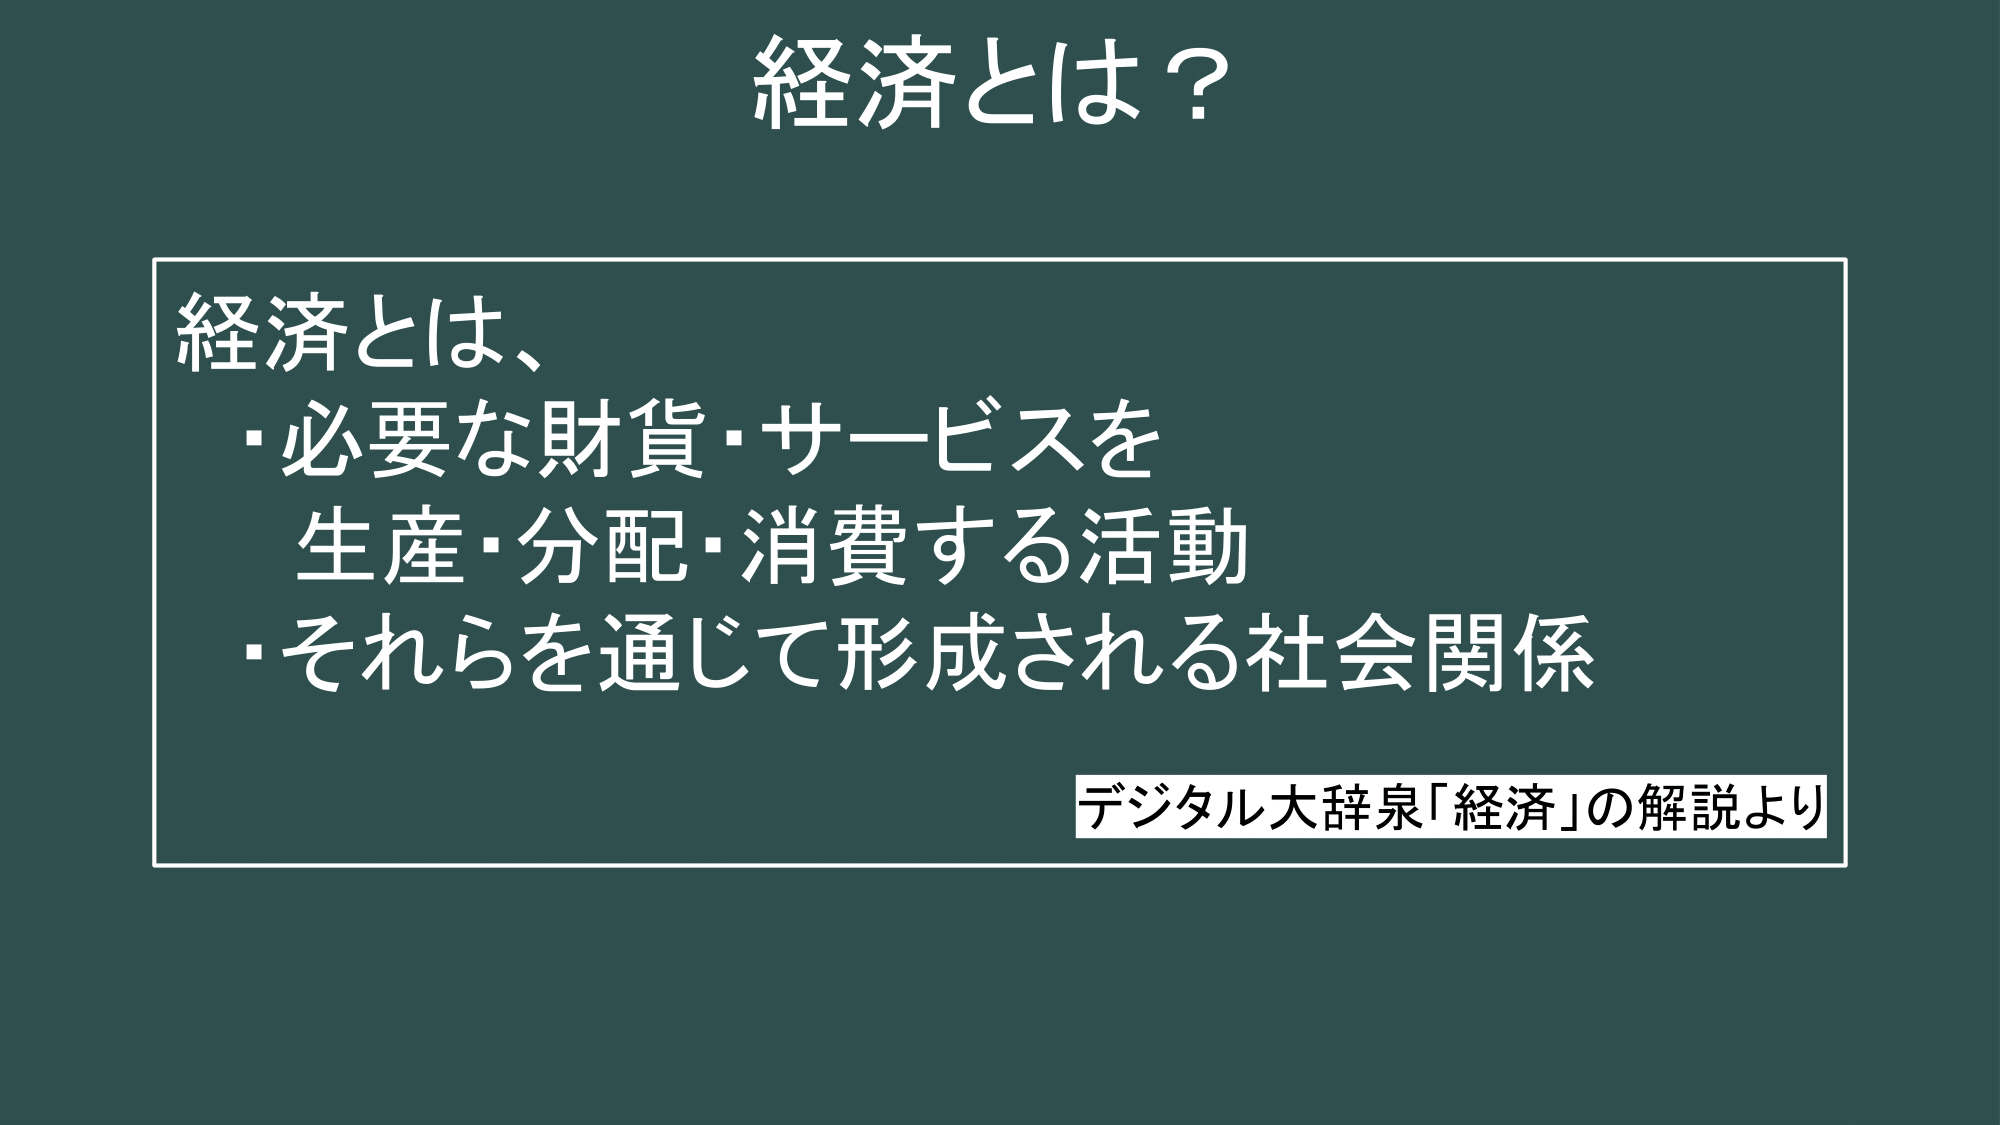 経済とは？
経済とは、
・必要な財貨・サービスを
生産・分配・消費する活動
・それらを通じて形成される社会関係
デジタル大辞泉｢経済｣の解説より